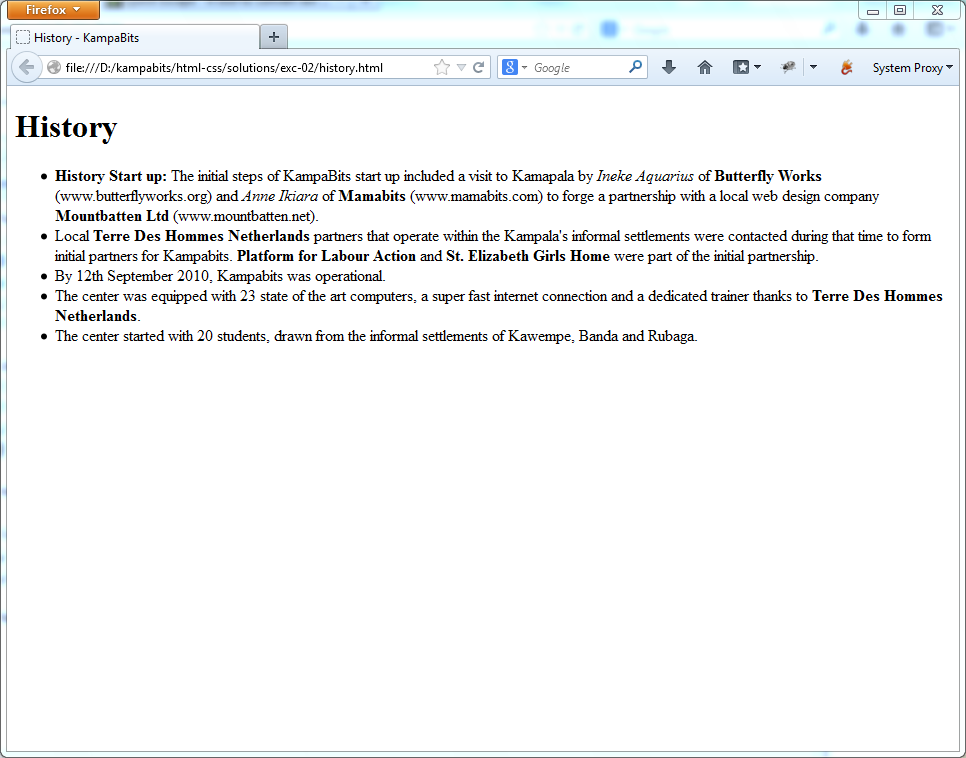 Firefox
History - KampaBits
file:///D:/kampabits/html-css/solutions/exc-02/history.html
Google
System Proxy
History
• History Start up: The initial steps of KampaBits start up included a visit to Kamapala by Ineke Aquarius of Butterfly Works
(www.butterflyworks.org) and Anne Ikiara of Mamabits (www.mamabits.com) to forge a partnership with a local web design company
Mountbatten Ltd (www.mountbatten.net).
• Local Terre Des Hommes Netherlands partners that operate within the Kampala's informal settlements were contacted during that time to form
initial partners for Kampabits. Platform for Labour Action and St. Elizabeth Girls Home were part of the initial partnership.
• By 12th September 2010, Kampabits was operational.
• The center was equipped with 23 state of the art computers, a super fast internet connection and a dedicated trainer thanks to Terre Des Hommes
Netherlands.
• The center started with 20 students, drawn from the informal settlements of Kawempe, Banda and Rubaga.